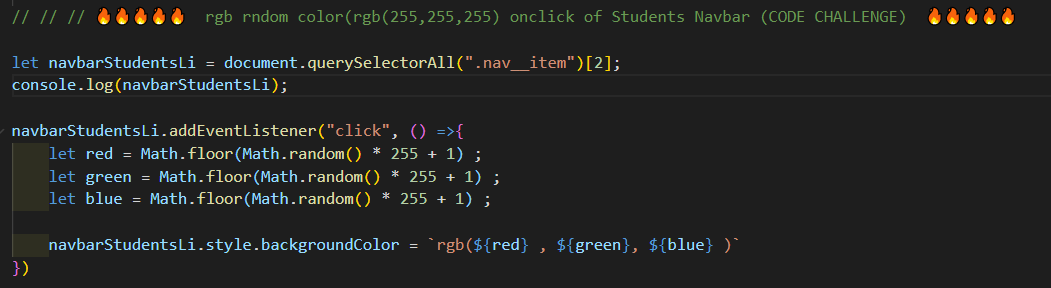 // // // 🔥🔥🔥🔥🔥  rgb rndom color(rgb(255,255,255) onclick of Students Navbar (CODE CHALLENGE)  🔥🔥🔥🔥🔥
let navbarStudentsLi = document.querySelectorAll(".nav__item")[2];
console.log(navbarStudentsLi);
navbarStudentsLi.addEventListener("click", () =>{
    let red = Math.floor(Math.random() * 255 + 1) ;
    let green = Math.floor(Math.random() * 255 + 1) ;
    let blue = Math.floor(Math.random() * 255 + 1) ;
    navbarStudentsLi.style.backgroundColor = `rgb(${red} , ${green}, ${blue} )`
})